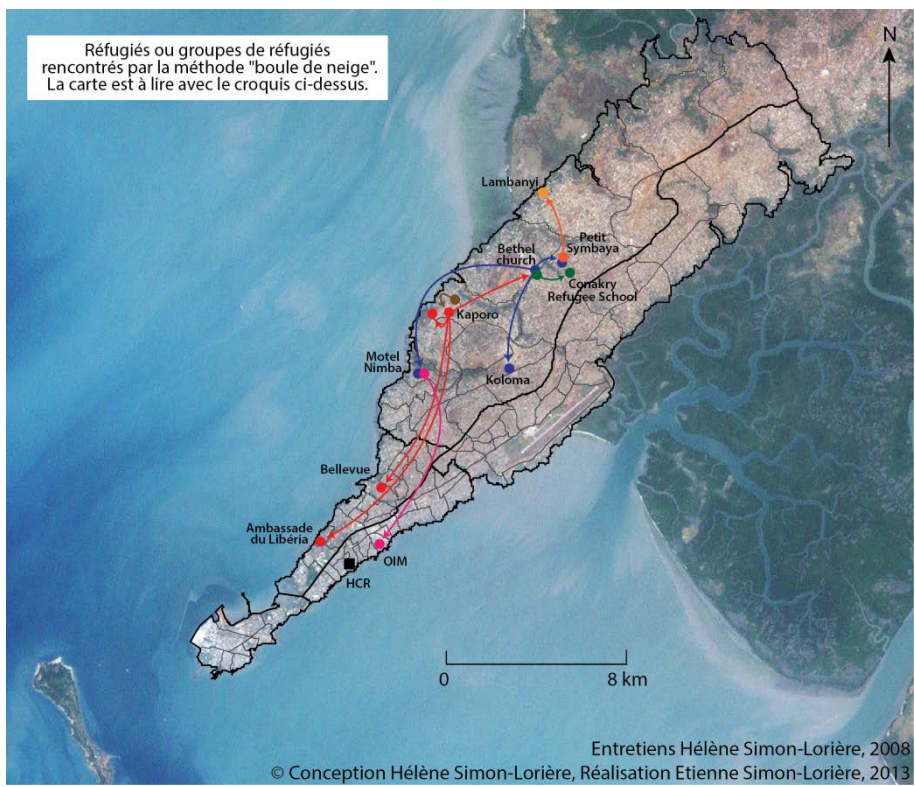 Réfugiés ou groupes de réfugiés
rencontrés par la méthode "boule de neige".
La carte est à lire avec le croquis ci-dessus.
N
Lambanyi
Petit
Symbaya
Bethel
church
Conakry
Refugee School
Kaporo
Motel
Nimba
Koloma
Bellevue
Ambassade
du Libéria
OIM
HCR
0 8 km
Entretiens Hélène Simon-Lorière, 2008
© Conception Hélène Simon-Lorière, Réalisation Etienne Simon-Lorière, 2013